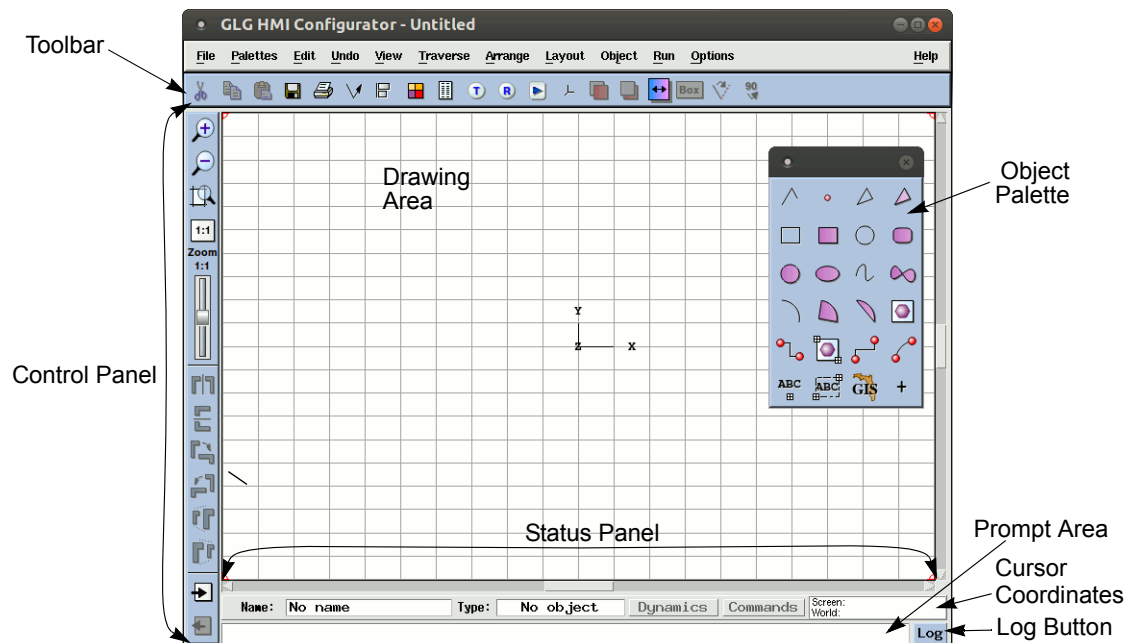 GLG HMI Configurator - Untitled
Toolbar
File Palettes Edit Undo View Traverse Arrange Layout Object Run Options Help
T R Box 90
Drawing
Area
Object
Palette
1:1
Zoom
1:1
Y
Z X
Control Panel
ABC ABC GIS +
Status Panel
Prompt Area
Cursor
Coordinates
Name: No name Type: No object Dynamics Commands Screen:
World:
Log
Log Button